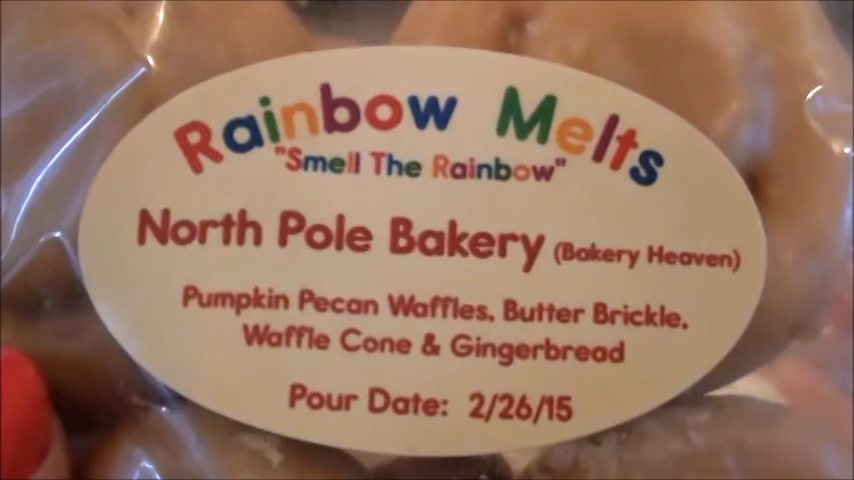 Rainbow Melts
"Smell The Rainbow"
North Pole Bakery (Bakery Heaven)
Pumpkin Pecan Waffles, Butter Brickle,
Waffle Cone & Gingerbread
Pour Date: 2/26/15